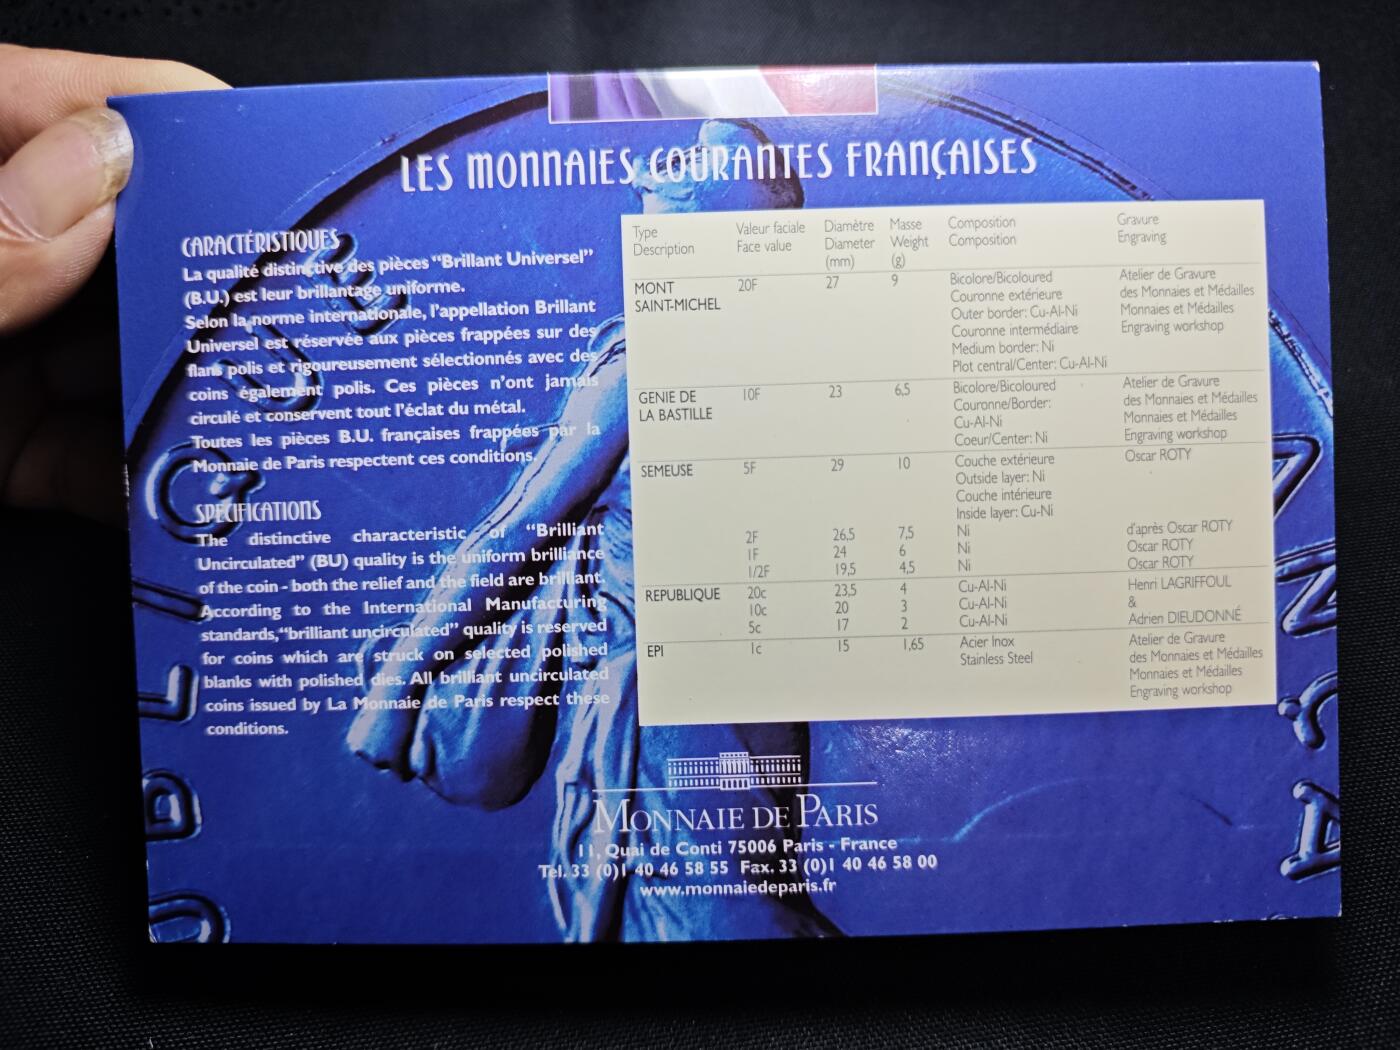 LES MONNAIES COURANTES FRANÇAISES
CARACTÉRISTIQUES
La qualité distinctive des pièces "Brillant Universel"
(B.U.) est leur brillantage uniforme.
Selon la norme internationale, l'appellation Brillant
Universel est réservée aux pièces frappées sur des
flans polis et rigoureusement sélectionnés avec des
coins également polis. Ces pièces n'ont jamais
circulé et conservent tout l'éclat du métal.
Toutes les pièces B.U. françaises frappées par la
Monnaie de Paris respectent ces conditions.
SPECIFICATIONS
The distinctive characteristic of "Brilliant
Uncirculated" (BU) quality is the uniform brilliance
of the coin - both the relief and the field are brilliant.
According to the International Manufacturing
standards,"brilliant uncirculated" quality is reserved
for coins which are struck on selected polished
blanks with polished dies. All brilliant uncirculated
coins issued by La Monnaie de Paris respect these
conditions.
Type Valeur faciale Diamètre Masse Composition Gravure
Description Face value Diameter Weight Composition Engraving
(mm) (g)
MONT 20F 27 9 Bicolore/Bicoloured Atelier de Gravure
SAINT-MICHEL Couronne extérieure des Monnaies et Médailles
Outer border: Cu-Al-Ni Monnaies et Médailles
Couronne intermédiaire Engraving workshop
Medium border: Ni
Plot central/Center: Cu-Al-Ni
GENIE DE 10F 23 6,5 Bicolore/Bicoloured Atelier de Gravure
LA BASTILLE Couronne/Border: des Monnaies et Médailles
Cu-Al-Ni Monnaies et Médailles
Coeur/Center: Ni Engraving workshop
SEMEUSE 5F 29 10 Couche extérieure Oscar ROTY
Outside layer: Ni
Couche intérieure
Inside layer: Cu-Ni
2F 26,5 7,5 Ni d'après Oscar ROTY
1F 24 6 Ni Oscar ROTY
1/2F 19,5 4,5 Ni Oscar ROTY
REPUBLIQUE 20c 23,5 4 Cu-Al-Ni Henri LAGRIFFOUL
10c 20 3 Cu-Al-Ni &
5c 17 2 Cu-Al-Ni Adrien DIEUDONNÉ
EPI 1c 15 1,65 Acier Inox Atelier de Gravure
Stainless Steel des Monnaies et Médailles
Monnaies et Médailles
Engraving workshop
MONNAIE DE PARIS
11, Quai de Conti 75006 Paris - France
Tel. 33 (0)1 40 46 58 55 Fax. 33 (0)1 40 46 58 00
www.monnaiedeparis.fr